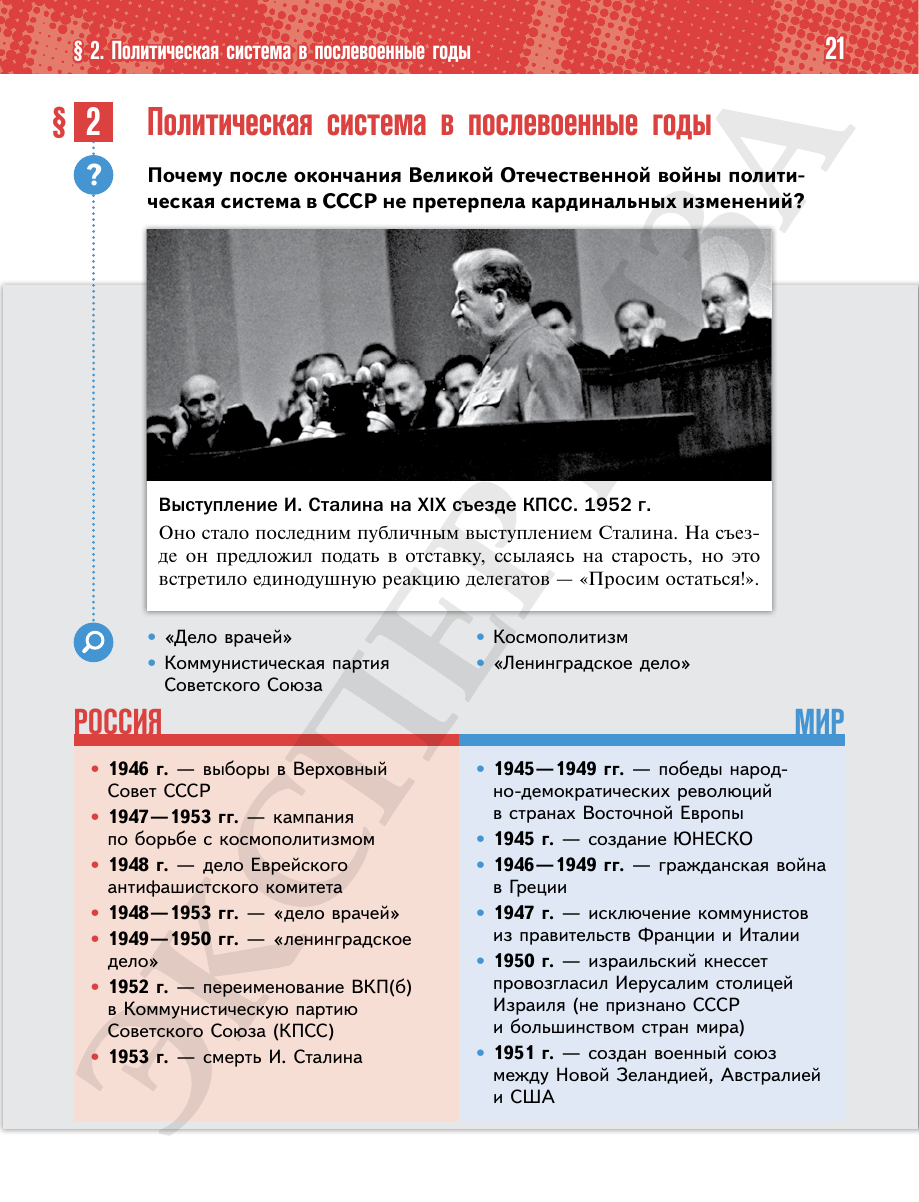 § 2. Политическая система в послевоенные годы
21
§ 2
Политическая система в послевоенные годы
?
Почему после окончания Великой Отечественной войны полити-
ческая система в СССР не претерпела кардинальных изменений?
Выступление И. Сталина на XIX съезде КПСС. 1952 г.
Оно стало последним публичным выступлением Сталина. На съез-
де он предложил подать в отставку, ссылаясь на старость, но это
встретило единодушную реакцию делегатов — «Просим остаться!».
• «Дело врачей»
• Коммунистическая партия
Советского Союза
• Космополитизм
• «Ленинградское дело»
РОССИЯ
• 1946 г. — выборы в Верховный
Совет СССР
• 1947—1953 гг. — кампания
по борьбе с космополитизмом
• 1948 г. — дело Еврейского
антифашистского комитета
• 1948—1953 гг. — «дело врачей»
• 1949—1950 гг. — «ленинградское
дело»
• 1952 г. — переименование ВКП(б)
в Коммунистическую партию
Советского Союза (КПСС)
• 1953 г. — смерть И. Сталина
МИР
• 1945—1949 гг. — победы народ-
но-демократических революций
в странах Восточной Европы
• 1945 г. — создание ЮНЕСКО
• 1946—1949 гг. — гражданская война
в Греции
• 1947 г. — исключение коммунистов
из правительств Франции и Италии
• 1950 г. — израильский кнессет
провозгласил Иерусалим столицей
Израиля (не признано СССР
и большинством стран мира)
• 1951 г. — создан военный союз
между Новой Зеландией, Австралией
и США
ЭКСПЕРТИЗА